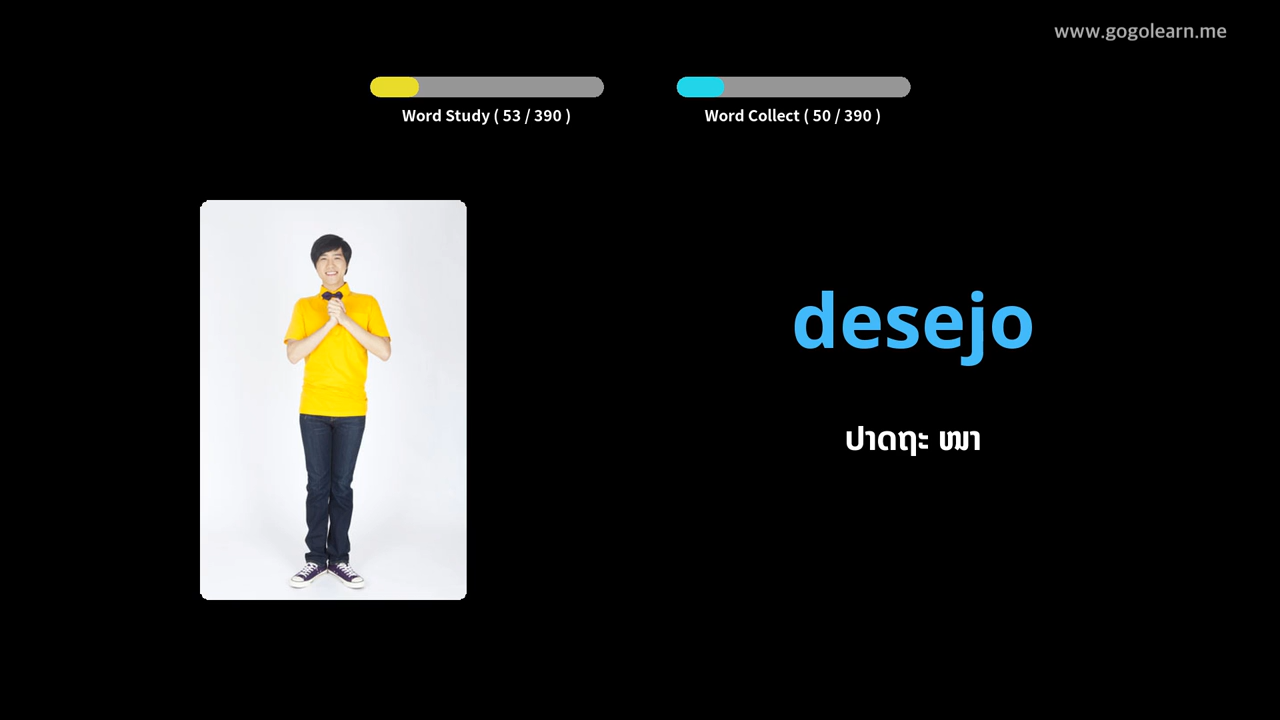 www.gogolearn.me
Word Study ( 53 / 390 )
Word Collect ( 50 / 390 )
desejo
ປາດຖະ ໜາ